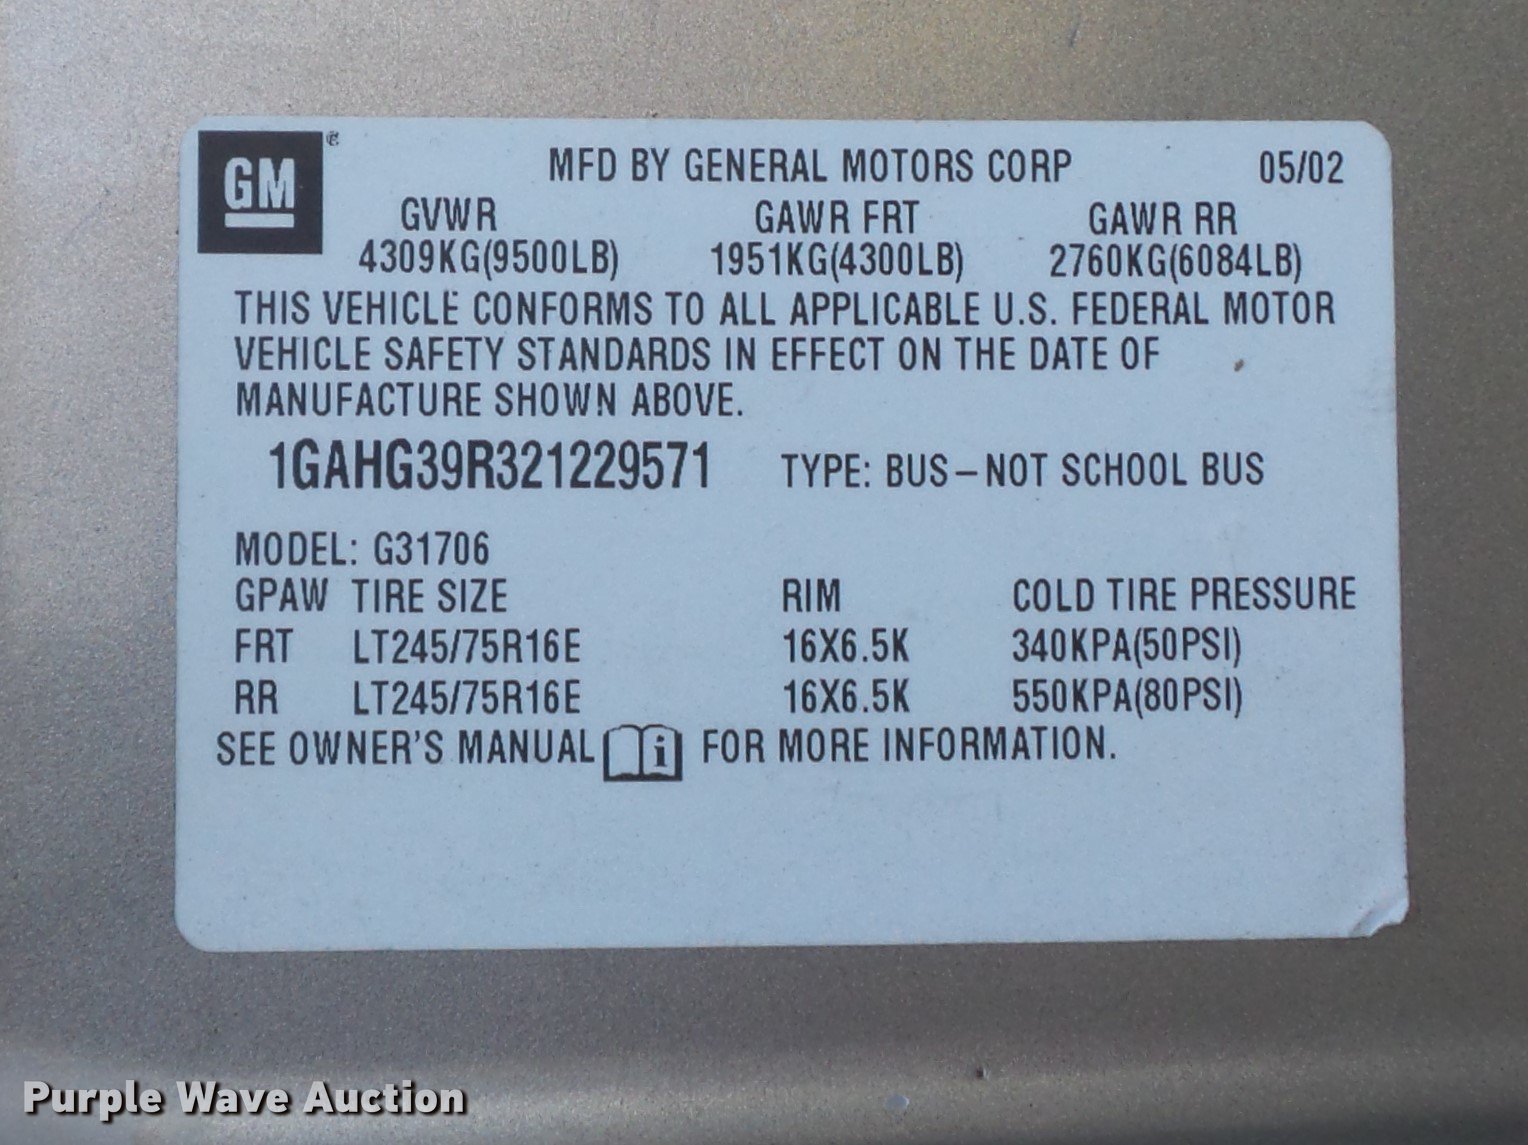 GM®
MFD BY GENERAL MOTORS CORP 05/02
GVWR GAWR FRT GAWR RR
4309KG(9500LB) 1951KG(4300LB) 2760KG(6084LB)
THIS VEHICLE CONFORMS TO ALL APPLICABLE U.S. FEDERAL MOTOR
VEHICLE SAFETY STANDARDS IN EFFECT ON THE DATE OF
MANUFACTURE SHOWN ABOVE.
1GAHG39R321229571 TYPE: BUS–NOT SCHOOL BUS
MODEL: G31706
GPAW TIRE SIZE RIM COLD TIRE PRESSURE
FRT LT245/75R16E 16X6.5K 340KPA(50PSI)
RR LT245/75R16E 16X6.5K 550KPA(80PSI)
SEE OWNER'S MANUAL i FOR MORE INFORMATION.
Purple Wave Auction